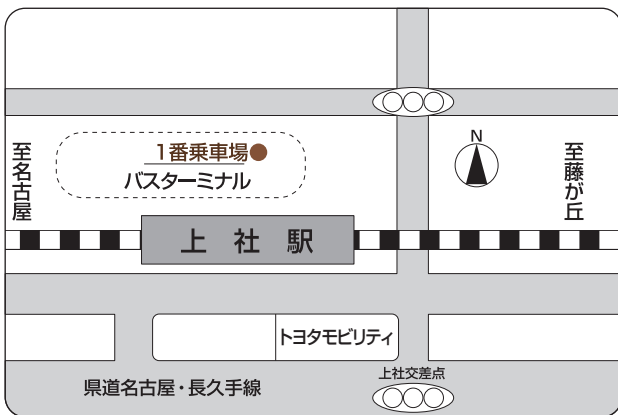 1番乗車場
バスターミナル
至名古屋
N
至藤が丘
上社駅
トヨタモビリティ
上社交差点
県道名古屋・長久手線